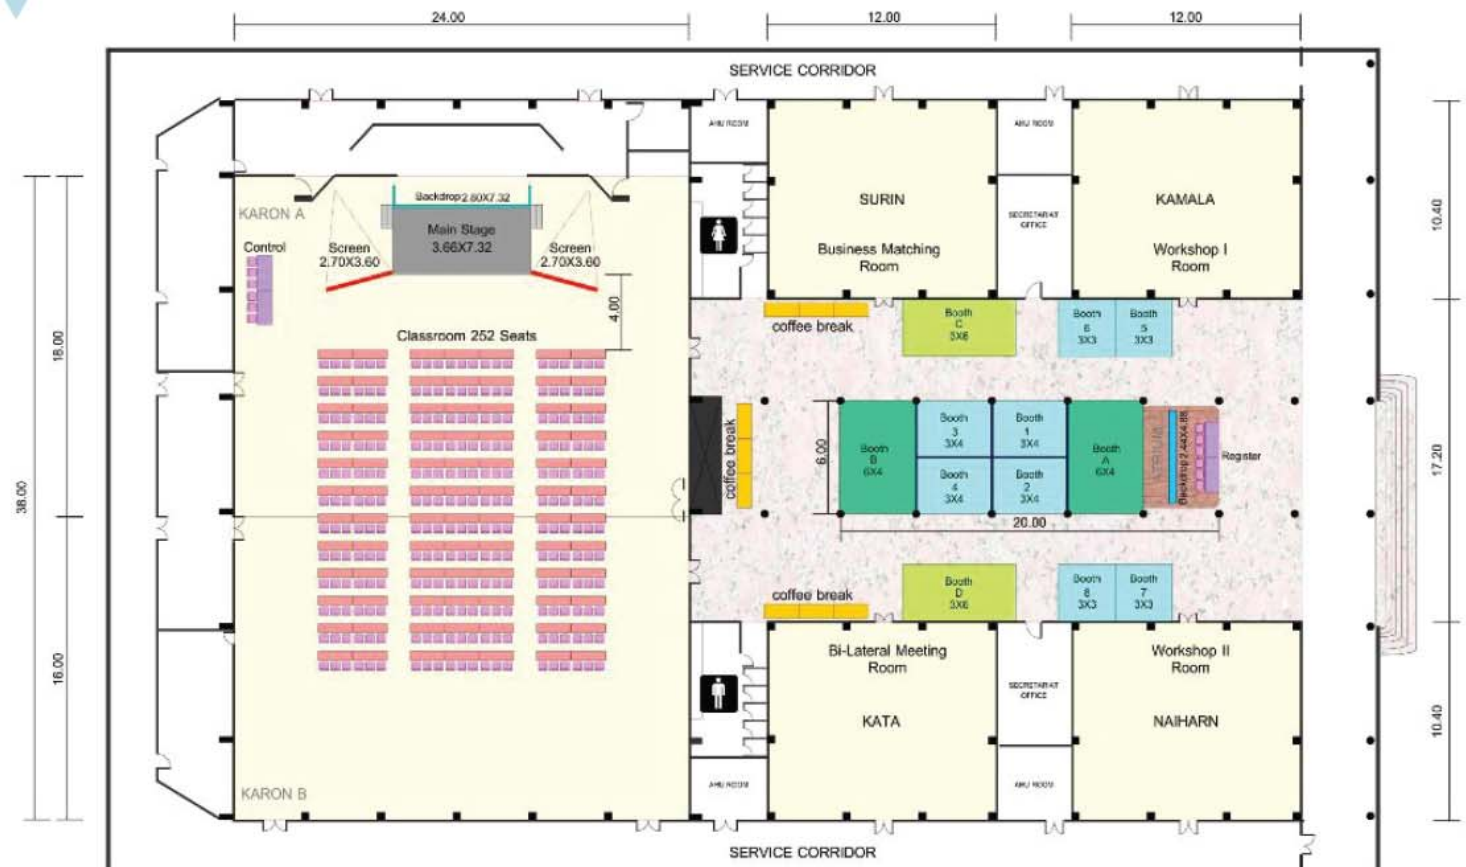 24.00
12.00
12.00
SERVICE CORRIDOR
AHU ROOM
AHU ROOM
SURIN
Business Matching
Room
SECRETARIAT
OFFICE
KAMALA
Workshop I
Room
10.40
KARON A
Control
Backdrop 2.80X7.32
Main Stage
3.66X7.32
Screen
2.70X3.60
Screen
2.70X3.60
4.00
Classroom 252 Seats
18.00
38.00
16.00
coffee break
Booth
C
3X6
Booth
6
3X3
Booth
5
3X3
coffee break
6.00
Booth
B
6X4
Booth
3
3X4
Booth
1
3X4
Booth
4
3X4
Booth
2
3X4
Booth
A
6X4
ATRIUM
Backdrop 2.44X4.88
Register
20.00
17.20
coffee break
Booth
D
3X6
Booth
8
3X3
Booth
7
3X3
Bi-Lateral Meeting
Room
KATA
SECRETARIAT
OFFICE
Workshop II
Room
NAIHARN
10.40
KARON B
AHU ROOM
AHU ROOM
SERVICE CORRIDOR